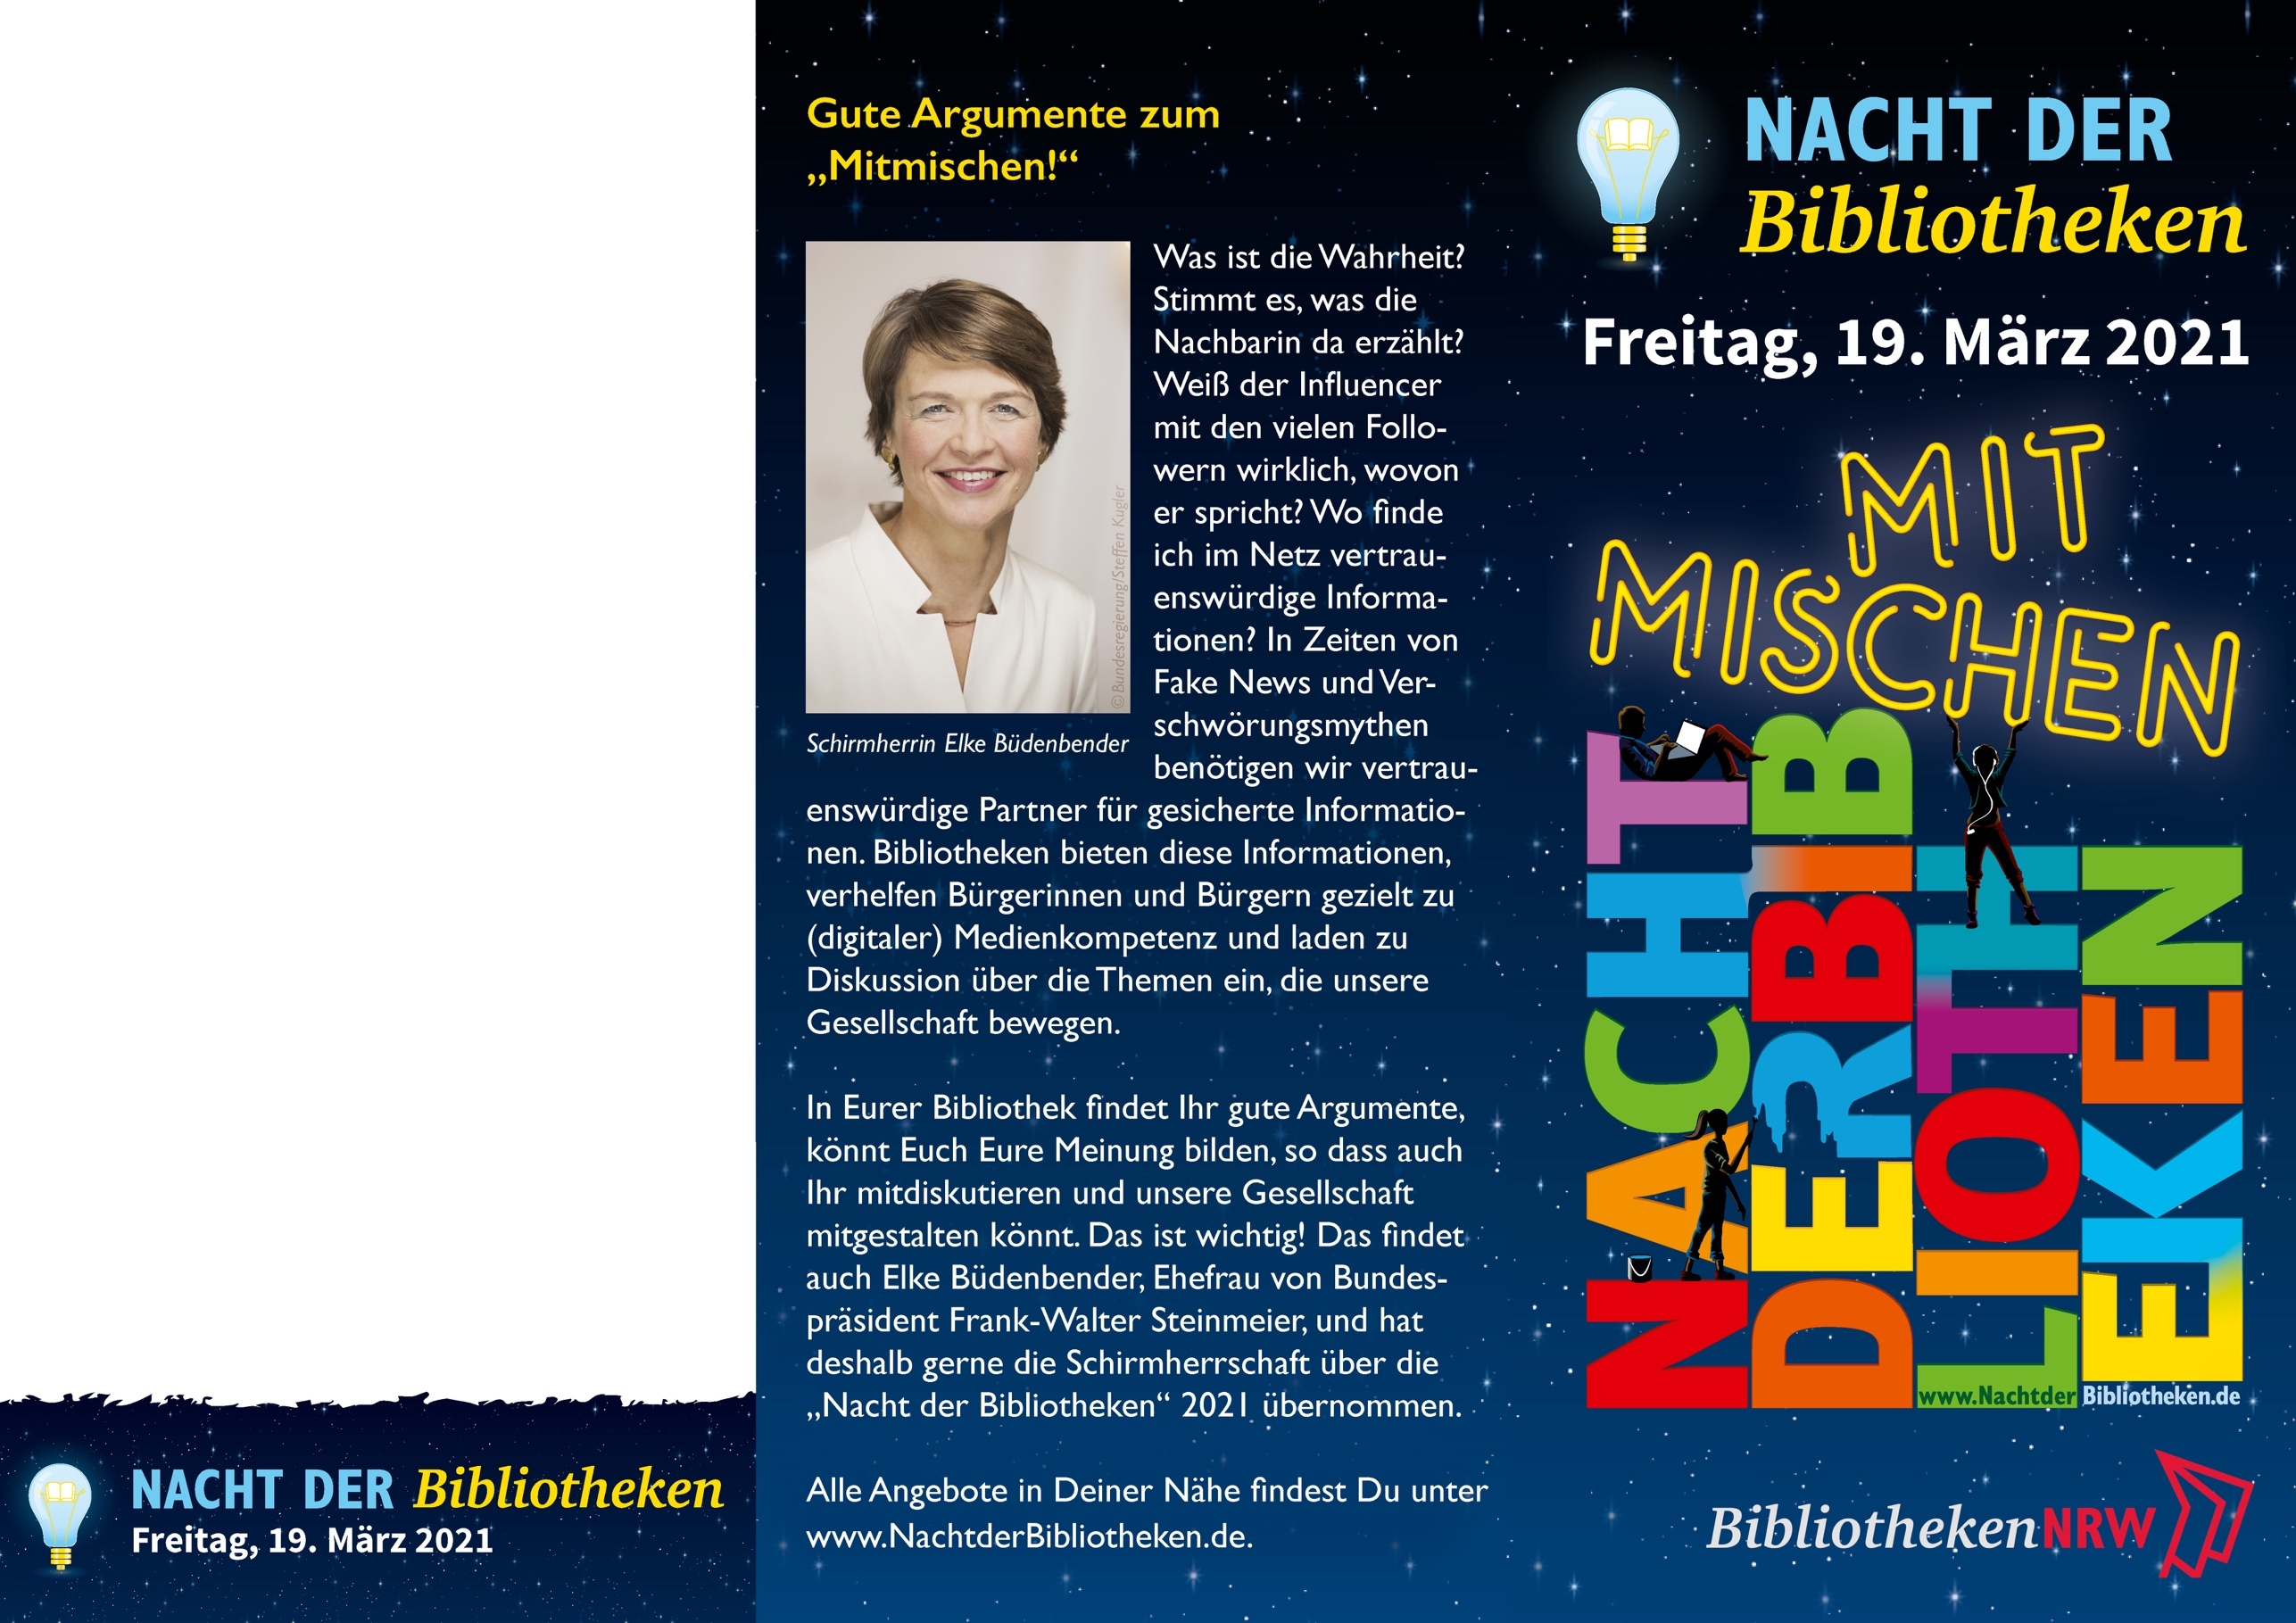 NACHT DER Bibliotheken
Freitag, 19. März 2021
Gute Argumente zum
„Mitmischen!“
Was ist die Wahrheit?
Stimmt es, was die
Nachbarin da erzählt?
Weiß der Influencer
mit den vielen Follo-
wern wirklich, wovon
er spricht? Wo finde
ich im Netz vertrau-
enswürdige Informa-
tionen? In Zeiten von
Fake News und Ver-
schwörungsmythen
benötigen wir vertrau-
©Bundesregierung/Steffen Kugler
Schirmherrin Elke Büdenbender
enswürdige Partner für gesicherte Informatio-
nen. Bibliotheken bieten diese Informationen,
verhelfen Bürgerinnen und Bürgern gezielt zu
(digitaler) Medienkompetenz und laden zu
Diskussion über die Themen ein, die unsere
Gesellschaft bewegen.
In Eurer Bibliothek findet Ihr gute Argumente,
könnt Euch Eure Meinung bilden, so dass auch
Ihr mitdiskutieren und unsere Gesellschaft
mitgestalten könnt. Das ist wichtig! Das findet
auch Elke Büdenbender, Ehefrau von Bundes-
präsident Frank-Walter Steinmeier, und hat
deshalb gerne die Schirmherrschaft über die
„Nacht der Bibliotheken“ 2021 übernommen.
Alle Angebote in Deiner Nähe findest Du unter
www.NachtderBibliotheken.de.
NACHT DER
Bibliotheken
Freitag, 19. März 2021
MIT
MISCHEN
NACHT
DERBIB
LIOTH
EKEN
www.NachtderBibliotheken.de
BibliothekenNRW